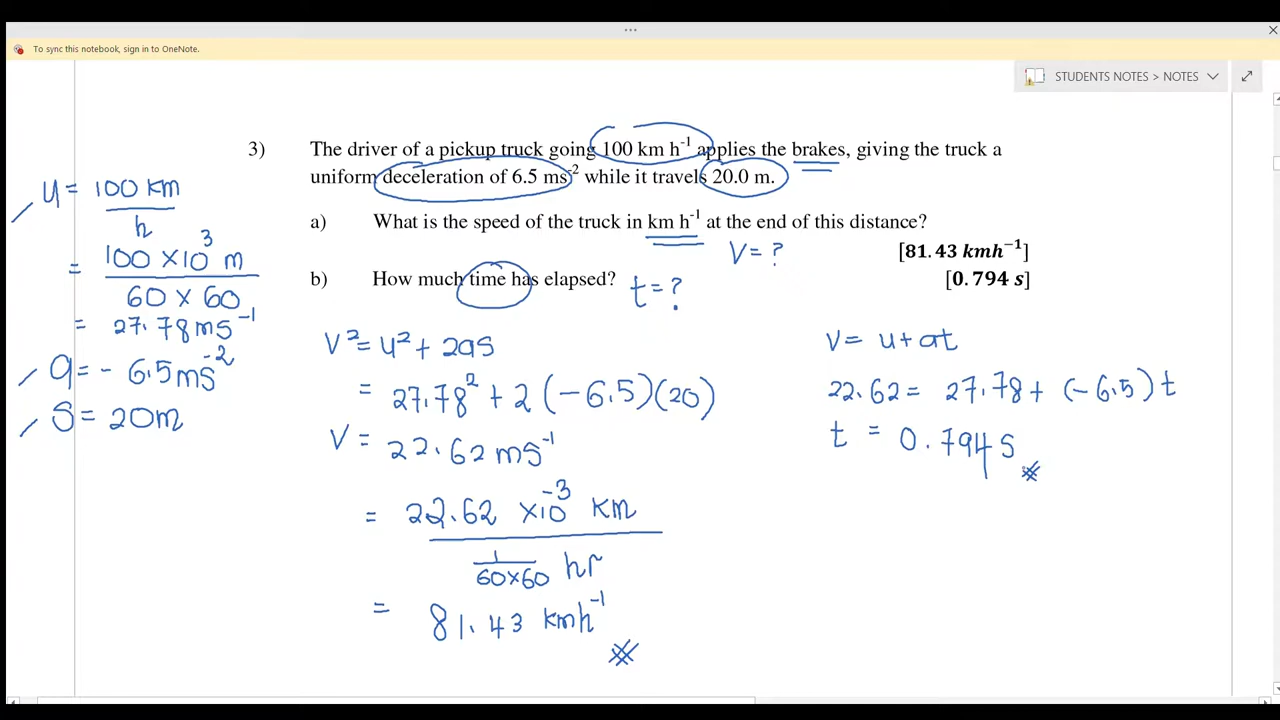 To sync this notebook, sign in to OneNote.
STUDENTS NOTES > NOTES
3) The driver of a pickup truck going 100 km h⁻¹ applies the brakes, giving the truck a
uniform deceleration of 6.5 ms⁻² while it travels 20.0 m.
a) What is the speed of the truck in km h⁻¹ at the end of this distance?
V = ?
[81.43 kmh⁻¹]
b) How much time has elapsed?
t = ?
[0.794 s]
u = 100 km
h
= 100 × 10³ m
60 × 60
= 27.78 ms⁻¹
a = - 6.5 ms⁻²
S = 20m
V² = u² + 2as
= 27.78² + 2 (-6.5)(20)
V = 22.62 ms⁻¹
= 22.62 × 10⁻³ km
1
60×60 hr
= 81.43 kmh⁻¹
V = u + at
22.62 = 27.78 + (-6.5) t
t = 0.794 s